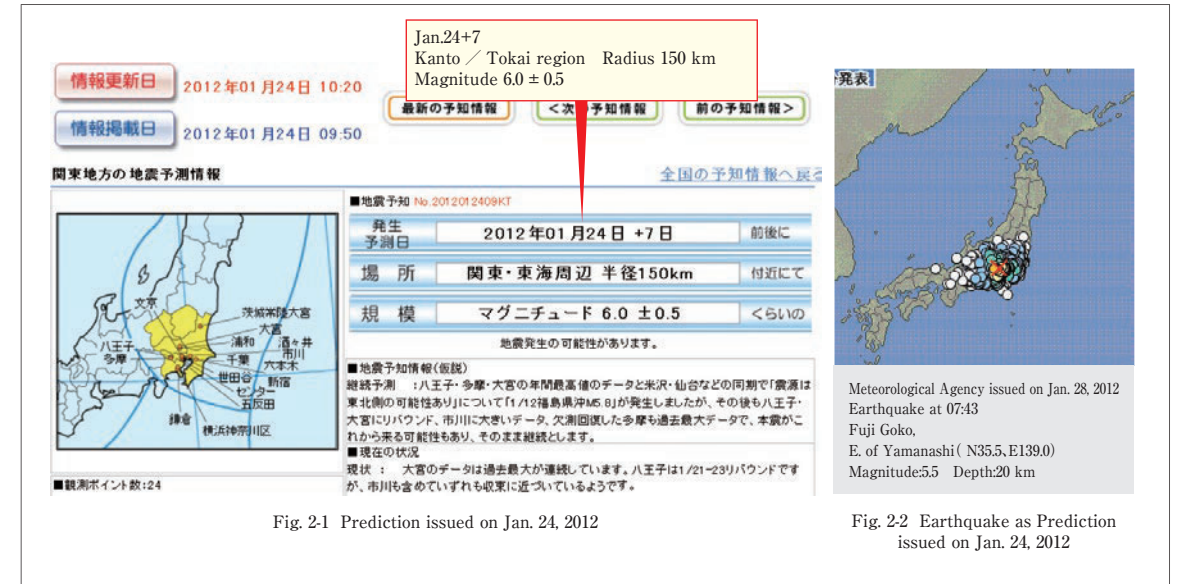 Jan.24+7
Kanto ／ Tokai region Radius 150 km
Magnitude 6.0 ± 0.5
情報更新日 2012年01月24日 10:20
最新の予知情報 <次の予知情報 前の予知情報>
情報掲載日 2012年01月24日 09:50
関東地方の地震予測情報
全国の予知情報へ戻る
■地震予知 No.2012012409KT
発生予測日 2012年01月24日 +7日 前後に
場 所 関東・東海周辺 半径150km 付近にて
規 模 マグニチュード 6.0 ±0.5 くらいの
地震発生の可能性があります。
文京
茨城常陸大宮
大宮
八王子
浦和
酒々井
多摩
千葉
市川
六本木
世田谷
新宿
センター
五反田
鎌倉
横浜神奈川区
■観測ポイント数:24
■地震予知情報(仮説)
継続予測 :八王子・多摩・大宮の年間最高値のデータと米沢・仙台などの同期で「震源は
東北側の可能性あり」について「1/12福島県沖M5.8」が発生しましたが、その後も八王子・
大宮にリバウンド、市川に大きいデータ、欠測回復した多摩も過去最大データで、本震がこ
れから来る可能性もあり、そのまま継続とします。
■現在の状況
現状 : 大宮のデータは過去最大が連続しています。八王子は1/21-23リバウンドです
が、市川も含めていずれも収束に近づいているようです。
Fig. 2-1 Prediction issued on Jan. 24, 2012
発表
Meteorological Agency issued on Jan. 28, 2012
Earthquake at 07:43
Fuji Goko,
E. of Yamanashi( N35.5、E139.0)
Magnitude:5.5 Depth:20 km
Fig. 2-2 Earthquake as Prediction
issued on Jan. 24, 2012